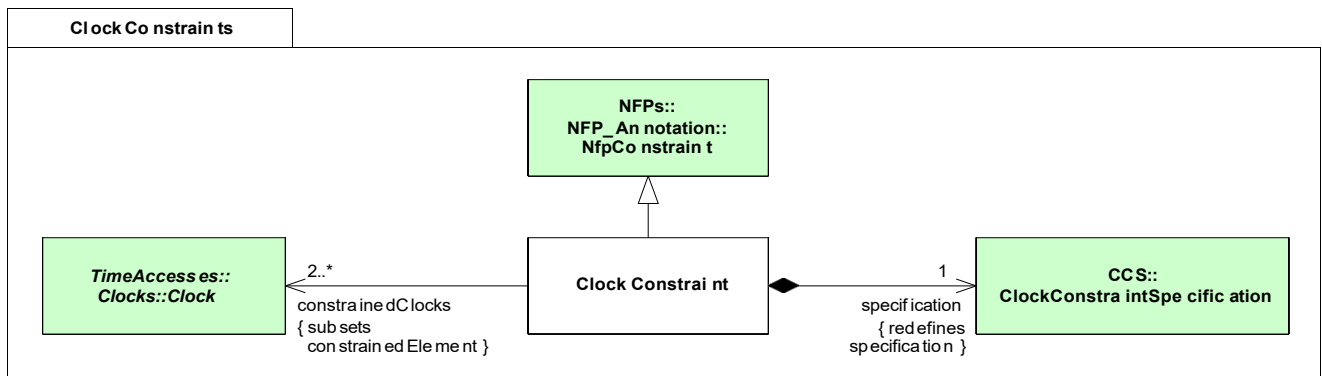 ClockConstraints
NFPs::
NFP_Annotation::
NfpConstraint
TimeAccesses::
Clocks::Clock
2..*
constrainedClocks
{ subsets
constrainedElement }
ClockConstraint
1
specification
{ redefines
specification }
CCS::
ClockConstraintSpecification